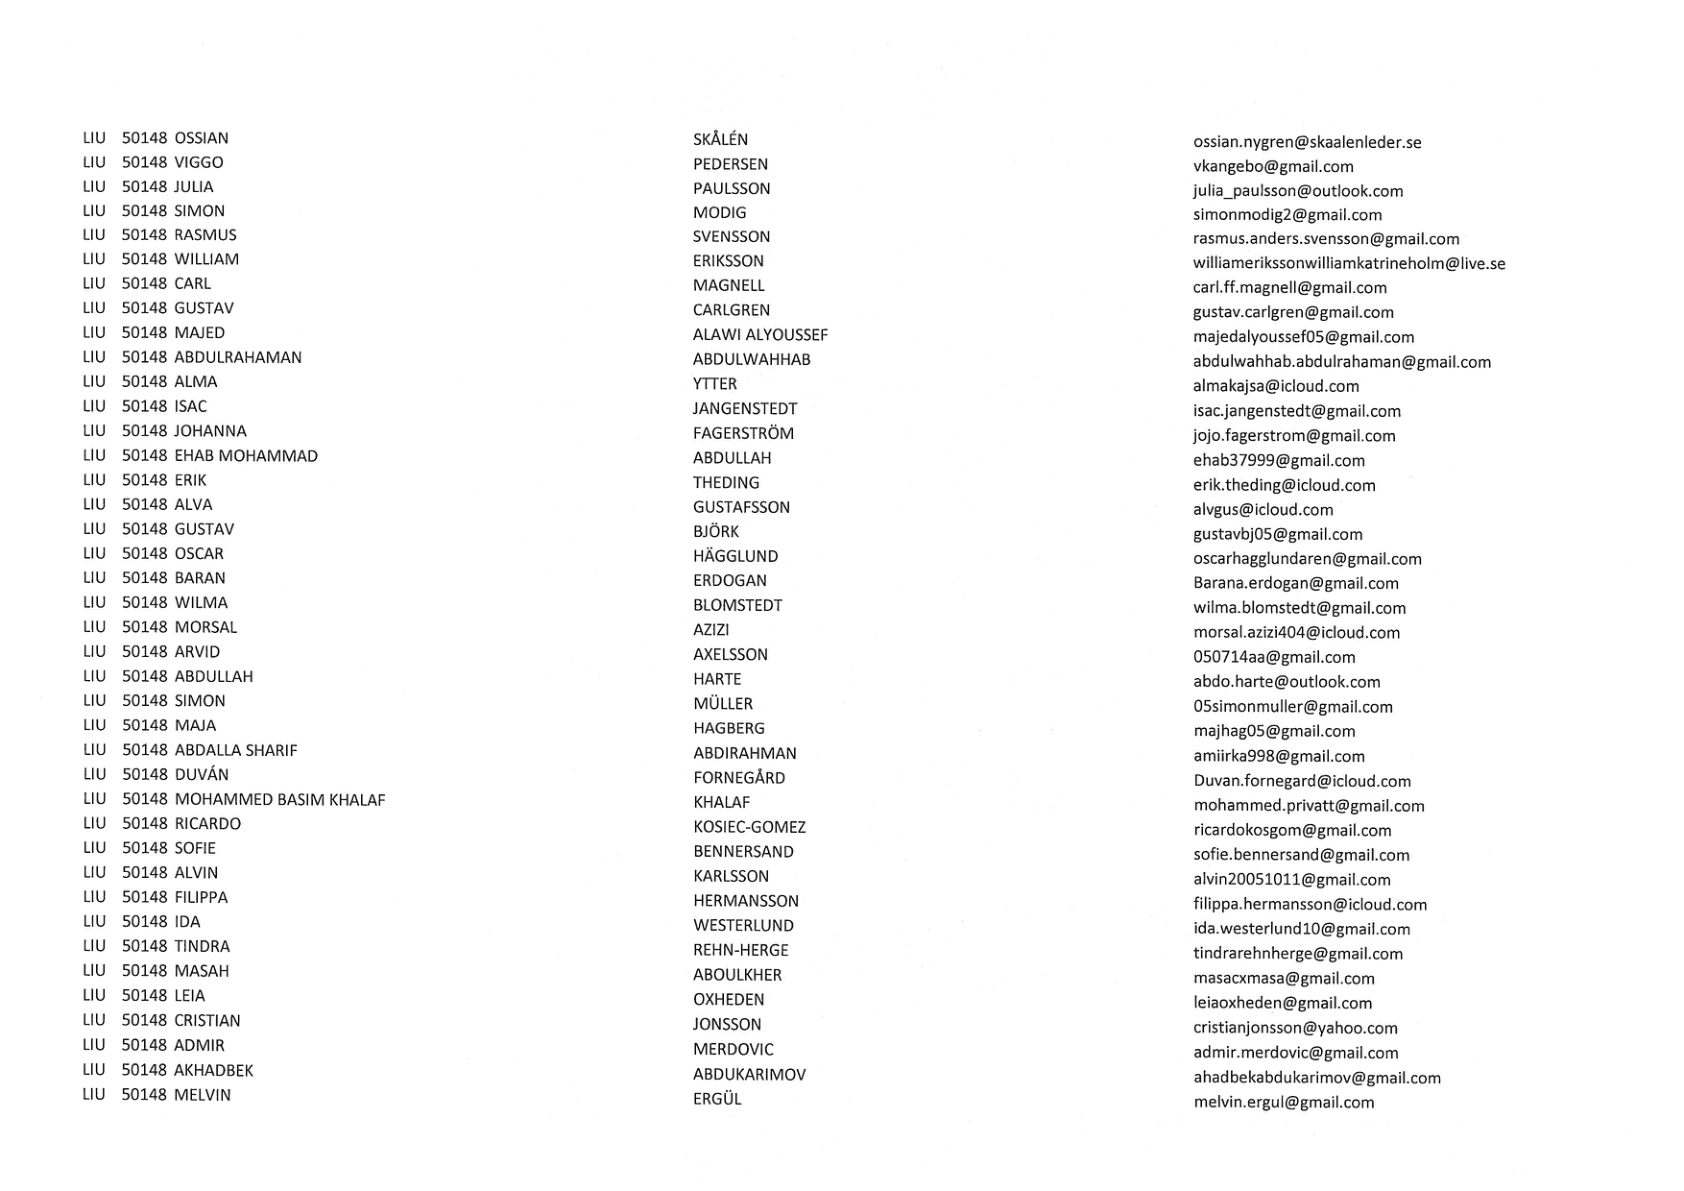 LIU 50148 OSSIAN SKÅLÉN ossian.nygren@skaalenleder.se
LIU 50148 VIGGO PEDERSEN vkangebo@gmail.com
LIU 50148 JULIA PAULSSON julia_paulsson@outlook.com
LIU 50148 SIMON MODIG simonmodig2@gmail.com
LIU 50148 RASMUS SVENSSON rasmus.anders.svensson@gmail.com
LIU 50148 WILLIAM ERIKSSON williamerikssonwilliamkatrineholm@live.se
LIU 50148 CARL MAGNELL carl.ff.magnell@gmail.com
LIU 50148 GUSTAV CARLGREN gustav.carlgren@gmail.com
LIU 50148 MAJED ALAWI ALYOUSSEF majedalyoussef05@gmail.com
LIU 50148 ABDULRAHAMAN ABDULWAHHAB abdulwahhab.abdulrahaman@gmail.com
LIU 50148 ALMA YTTER almakajsa@icloud.com
LIU 50148 ISAC JANGENSTEDT isac.jangenstedt@gmail.com
LIU 50148 JOHANNA FAGERSTRÖM jojo.fagerstrom@gmail.com
LIU 50148 EHAB MOHAMMAD ABDULLAH ehab37999@gmail.com
LIU 50148 ERIK THEDING erik.theding@icloud.com
LIU 50148 ALVA GUSTAFSSON alvgus@icloud.com
LIU 50148 GUSTAV BJÖRK gustavbj05@gmail.com
LIU 50148 OSCAR HÄGGLUND oscarhagglundaren@gmail.com
LIU 50148 BARAN ERDOGAN Barana.erdogan@gmail.com
LIU 50148 WILMA BLOMSTEDT wilma.blomstedt@gmail.com
LIU 50148 MORSAL AZIZI morsal.azizi404@icloud.com
LIU 50148 ARVID AXELSSON 050714aa@gmail.com
LIU 50148 ABDULLAH HARTE abdo.harte@outlook.com
LIU 50148 SIMON MÜLLER 05simonmuller@gmail.com
LIU 50148 MAJA HAGBERG majhag05@gmail.com
LIU 50148 ABDALLA SHARIF ABDIRAHMAN amiirka998@gmail.com
LIU 50148 DUVÁN FORNEGÅRD Duvan.fornegard@icloud.com
LIU 50148 MOHAMMED BASIM KHALAF KHALAF mohammed.privatt@gmail.com
LIU 50148 RICARDO KOSIEC-GOMEZ ricardokosgom@gmail.com
LIU 50148 SOFIE BENNERSAND sofie.bennersand@gmail.com
LIU 50148 ALVIN KARLSSON alvin20051011@gmail.com
LIU 50148 FILIPPA HERMANSSON filippa.hermansson@icloud.com
LIU 50148 IDA WESTERLUND ida.westerlund10@gmail.com
LIU 50148 TINDRA REHN-HERGE tindrarehnherge@gmail.com
LIU 50148 MASAH ABOULKHER masacxmasa@gmail.com
LIU 50148 LEIA OXHEDEN leiaoxheden@gmail.com
LIU 50148 CRISTIAN JONSSON cristianjonsson@yahoo.com
LIU 50148 ADMIR MERDOVIC admir.merdovic@gmail.com
LIU 50148 AKHADBEK ABDUKARIMOV ahadbekabdukarimov@gmail.com
LIU 50148 MELVIN ERGÜL melvin.ergul@gmail.com